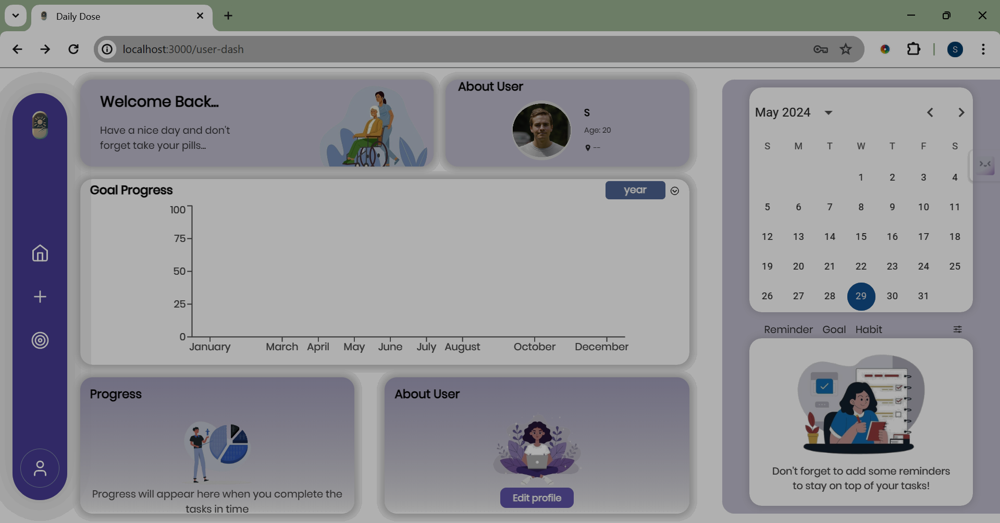 Daily Dose
localhost:3000/user-dash
S
Welcome Back...
Have a nice day and don't
forget take your pills...
About User
S
Age: 20
--
Goal Progress
year
100
75
50
25
0
January March April May June July August October December
Progress
Progress will appear here when you complete the
tasks in time
About User
Edit profile
May 2024
S M T W T F S
1 2 3 4
5 6 7 8 9 10 11
12 13 14 15 16 17 18
19 20 21 22 23 24 25
26 27 28 29 30 31
Reminder Goal Habit
Don't forget to add some reminders
to stay on top of your tasks!